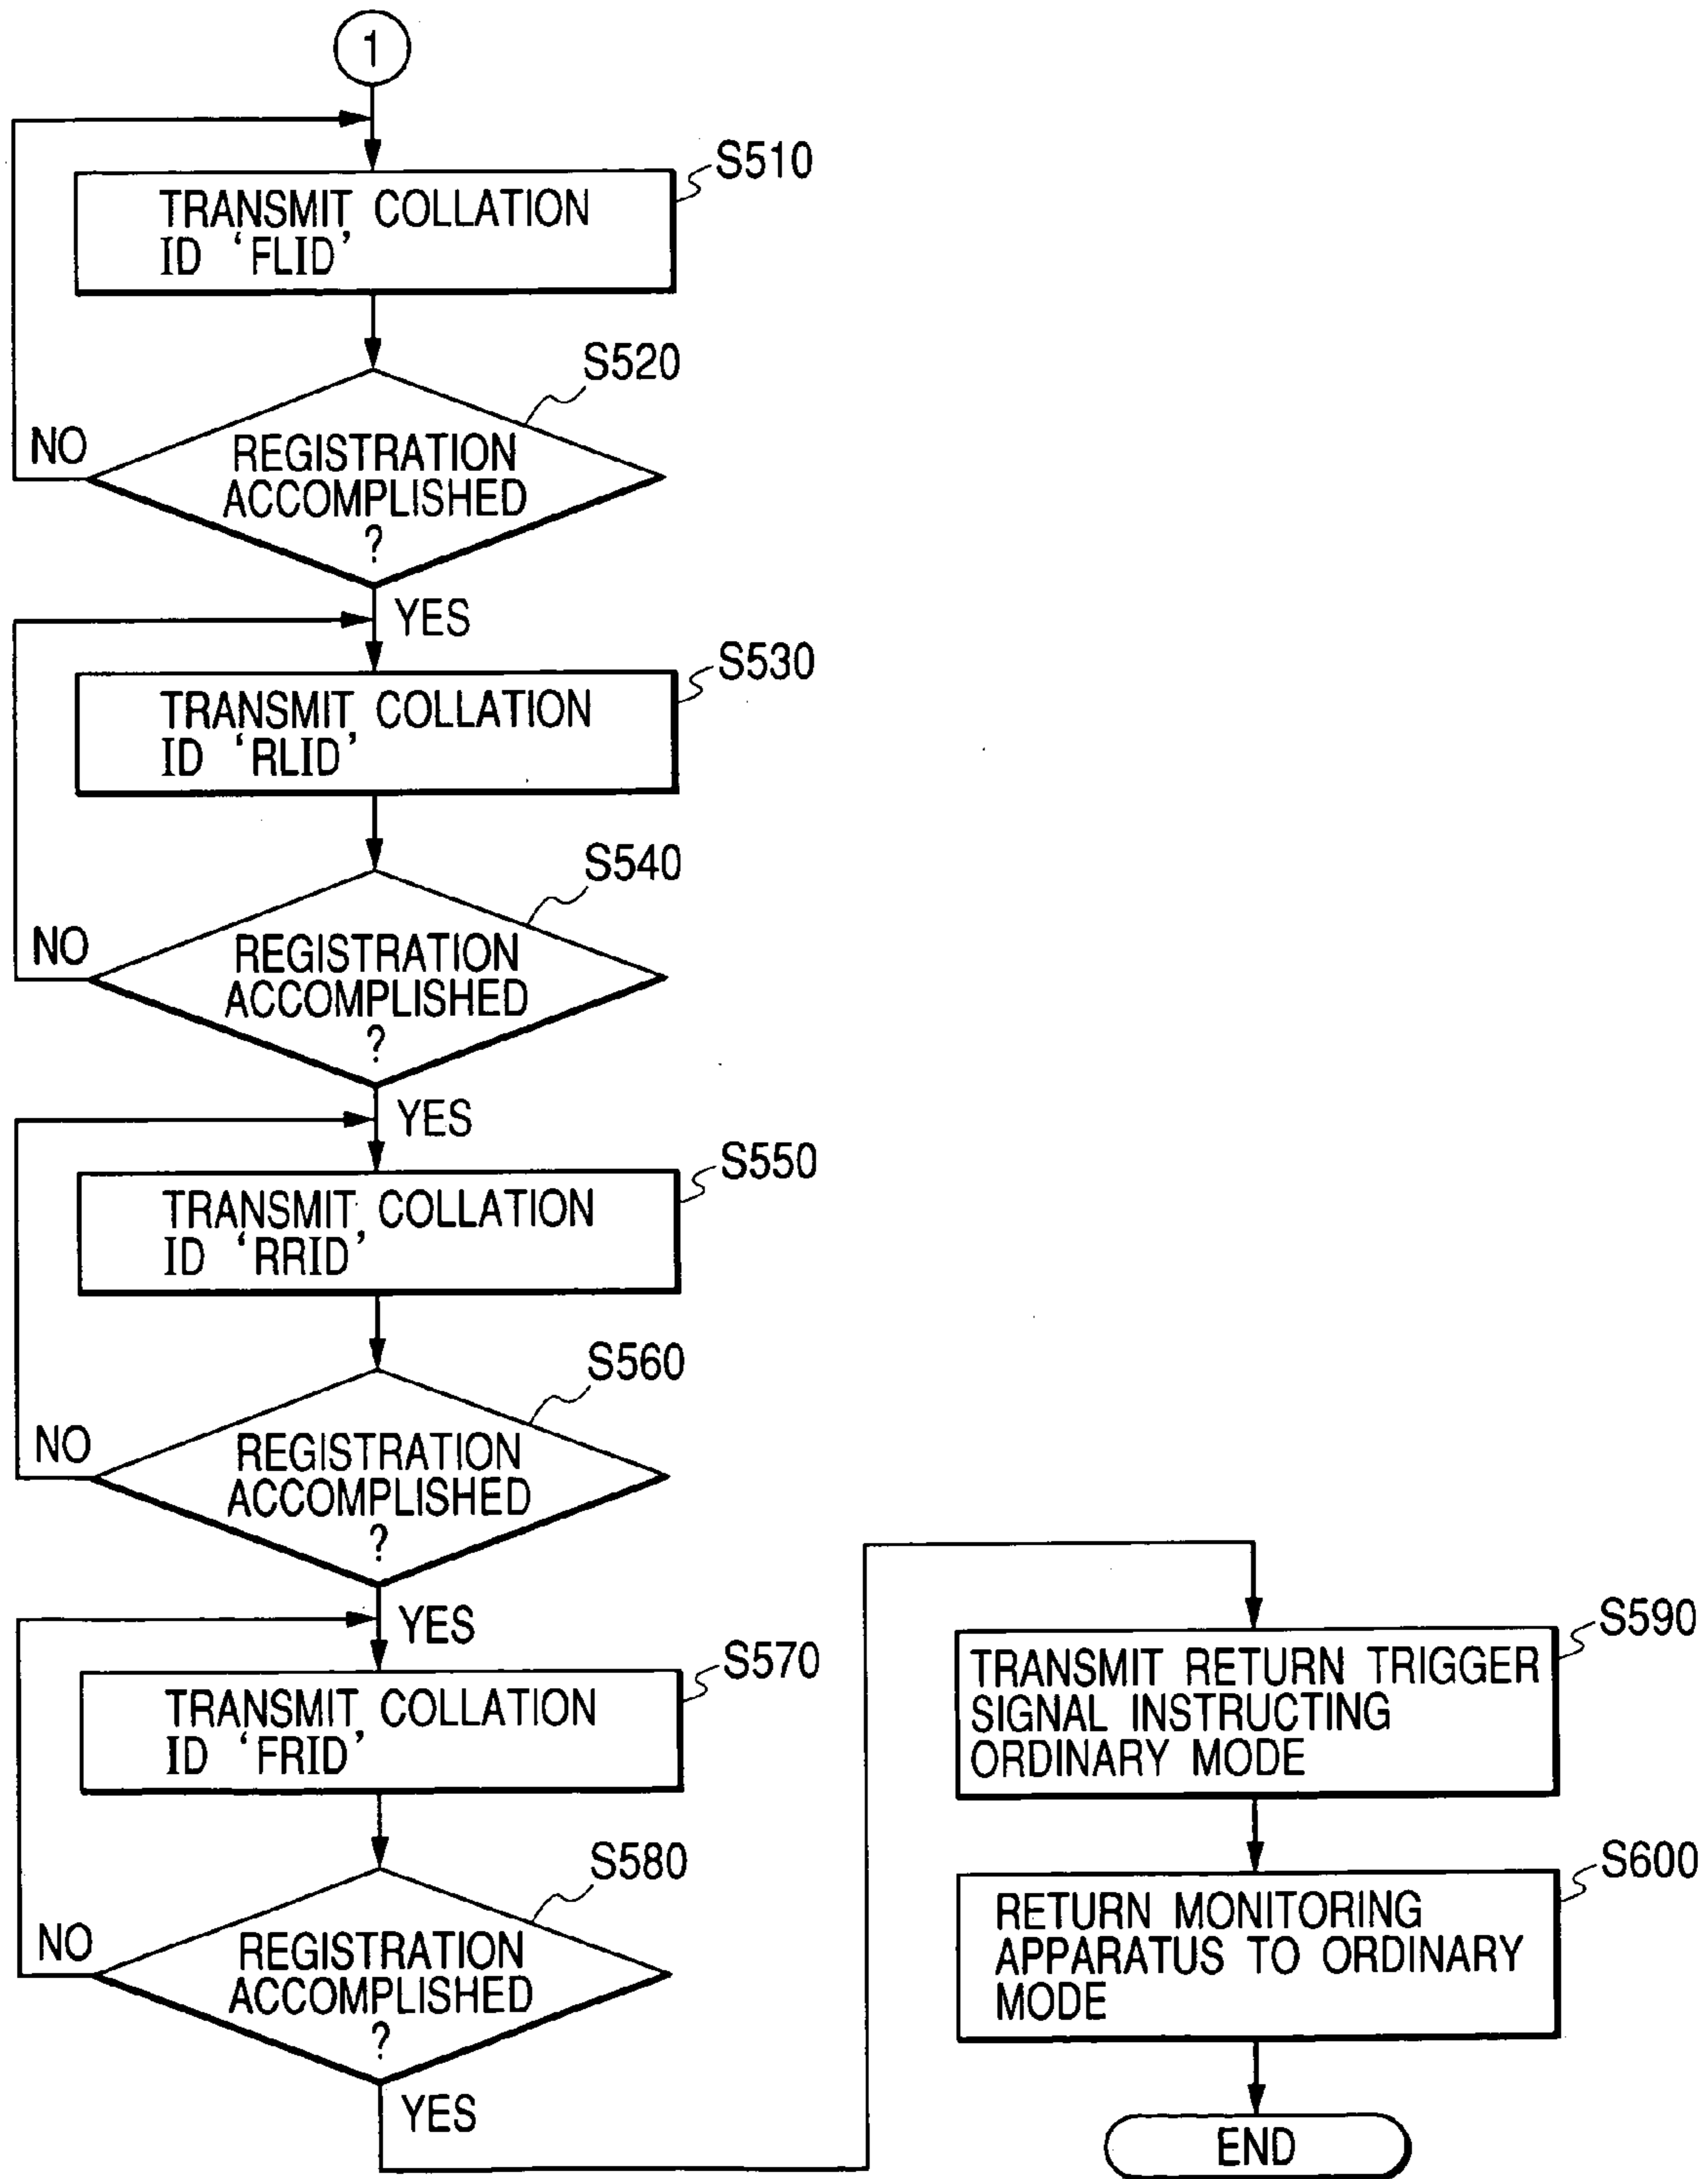 1
S510
TRANSMIT COLLATION
ID 'FLID'
S520
NO
REGISTRATION
ACCOMPLISHED
?
YES
S530
TRANSMIT COLLATION
ID 'RLID'
S540
NO
REGISTRATION
ACCOMPLISHED
?
YES
S550
TRANSMIT COLLATION
ID 'RRID'
S560
NO
REGISTRATION
ACCOMPLISHED
?
YES
S570
TRANSMIT COLLATION
ID 'FRID'
S580
NO
REGISTRATION
ACCOMPLISHED
?
YES
S590
TRANSMIT RETURN TRIGGER
SIGNAL INSTRUCTING
ORDINARY MODE
S600
RETURN MONITORING
APPARATUS TO ORDINARY
MODE
END